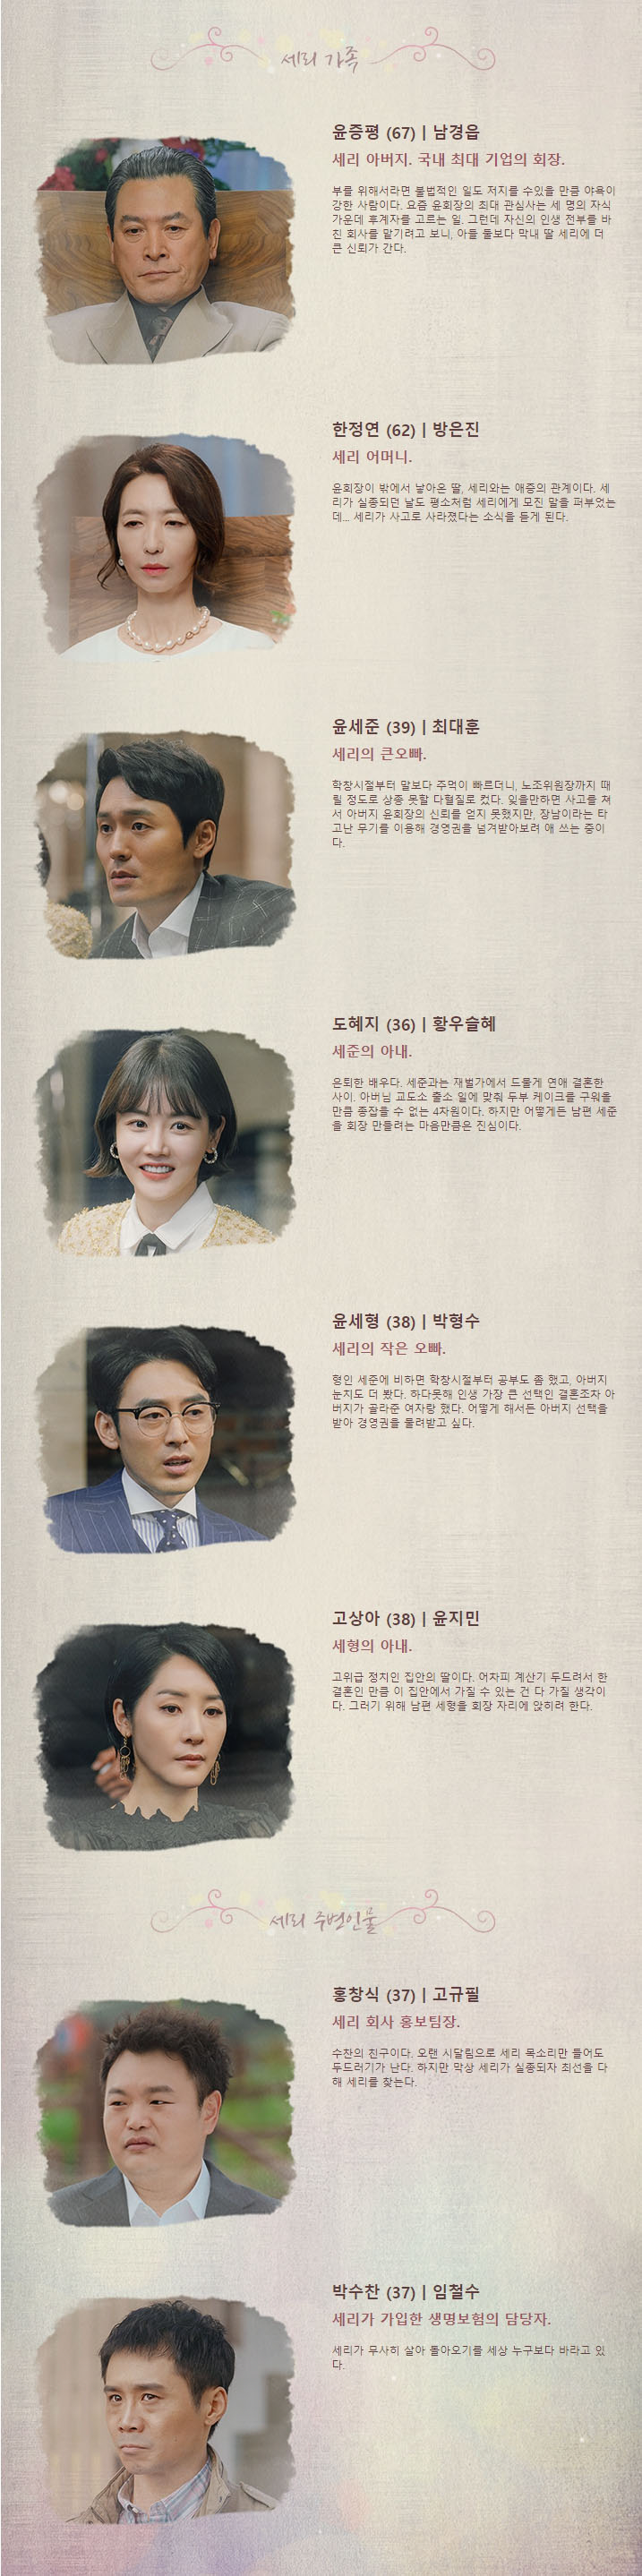 세리 가족
윤증평 (67) | 남경읍
세리 아버지. 국내 최대 기업의 회장.
부를 위해서라면 불법적인 일도 저지를 수있을 만큼 야욕이
강한 사람이다. 요즘 윤회장의 최대 관심사는 세 명의 자식
가운데 후계자를 고르는 일. 그런데 자신의 인생 전부를 바
친 회사를 맡기려고 보니, 아들 둘보다 막내 딸 세리에 더
큰 신뢰가 간다.
한정연 (62) | 방은진
세리 어머니.
윤회장이 밖에서 낳아온 딸, 세리와는 애증의 관계이다. 세
리가 실종되던 날도 평소처럼 세리에게 모진 말을 퍼부었는
데... 세리가 사고로 사라졌다는 소식을 듣게 된다.
윤세준 (39) | 최대훈
세리의 큰오빠.
학창시절부터 말보다 주먹이 빠르더니, 노조위원장까지 때
릴 정도로 상종 못할 다혈질로 컸다. 잊을만하면 사고를 쳐
서 아버지 윤회장의 신뢰를 얻지 못했지만, 장남이라는 타
고난 무기를 이용해 경영권을 넘겨받아보려 애 쓰는 중이
다.
도혜지 (36) | 황우슬혜
세준의 아내.
은퇴한 배우다. 세준과는 재벌가에서 드물게 연애 결혼한
사이. 아버님 교도소 출소 일에 맞춰 두부 케이크를 구워올
만큼 종잡을 수 없는 4차원이다. 하지만 어떻게든 남편 세준
을 회장 만들려는 마음만큼은 진심이다.
윤세형 (38) | 박형수
세리의 작은 오빠.
형인 세준에 비하면 학창시절부터 공부도 좀 했고, 아버지
눈치도 더 봤다. 하다못해 인생 가장 큰 선택인 결혼조차 아
버지가 골라준 여자랑 했다. 어떻게 해서든 아버지 선택을
받아 경영권을 물려받고 싶다.
고상아 (38) | 윤지민
세형의 아내.
고위급 정치인 집안의 딸이다. 어차피 계산기 두드려서 한
결혼인 만큼 이 집안에서 가질 수 있는 건 다 가질 생각이
다. 그러기 위해 남편 세형을 회장 자리에 앉히려 한다.
세리 주변인물
홍창식 (37) | 고규필
세리 회사 홍보팀장.
수찬의 친구이다. 오랜 시달림으로 세리 목소리만 들어도
두드러기가 난다. 하지만 막상 세리가 실종되자 최선을 다
해 세리를 찾는다.
박수찬 (37) | 임철수
세리가 가입한 생명보험의 담당자.
세리가 무사히 살아 돌아오기를 세상 누구보다 바라고 있
다.